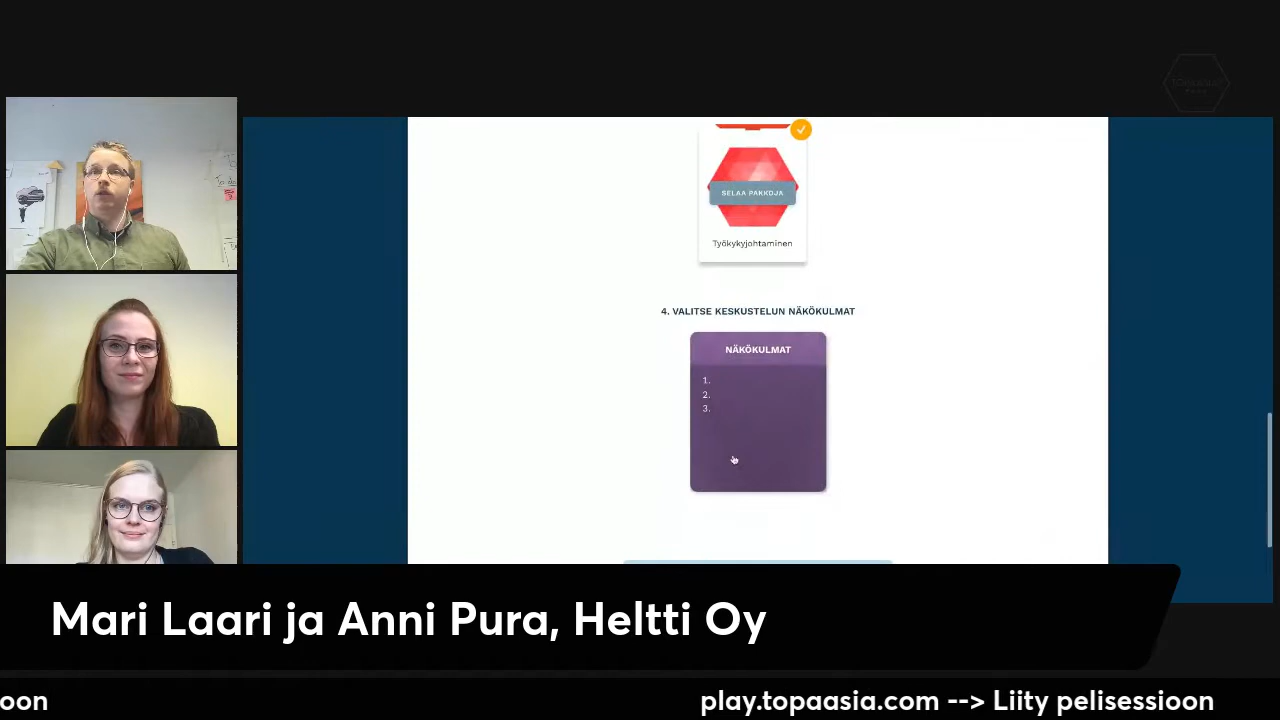 SELAA PAKKOJA
Työkykyjohtaminen
4. VALITSE KESKUSTELUN NÄKÖKULMAT
NÄKÖKULMAT
1.
2.
3.
Mari Laari ja Anni Pura, Heltti Oy
oon play.topaasia.com --> Liity pelisessioon